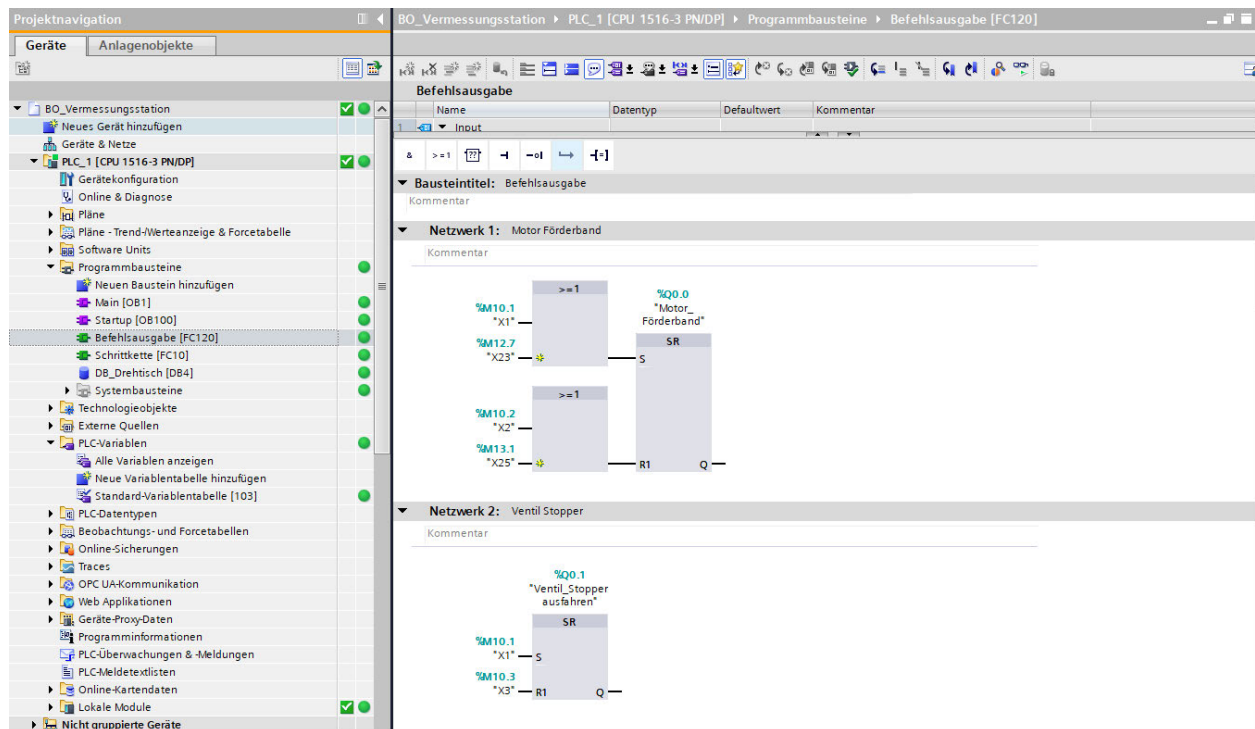 Projektnavigation
Geräte
Anlagenobjekte
BO_Vermessungsstation
Neues Gerät hinzufügen
Geräte & Netze
PLC_1 [CPU 1516-3 PN/DP]
Gerätekonfiguration
Online & Diagnose
Pläne
Pläne - Trend-/Werteanzeige & Forcetabelle
Software Units
Programmbausteine
Neuen Baustein hinzufügen
Main [OB1]
Startup [OB100]
Befehlsausgabe [FC120]
Schrittkette [FC10]
DB_Drehtisch [DB4]
Systembausteine
Technologieobjekte
Externe Quellen
PLC-Variablen
Alle Variablen anzeigen
Neue Variablentabelle hinzufügen
Standard-Variablentabelle [103]
PLC-Datentypen
Beobachtungs- und Forcetabellen
Online-Sicherungen
Traces
OPC UA-Kommunikation
Web Applikationen
Geräte-Proxy-Daten
Programminformationen
PLC-Überwachungen & -Meldungen
PLC-Meldetextlisten
Online-Kartendaten
Lokale Module
Nicht gruppierte Geräte
BO_Vermessungsstation PLC_1 [CPU 1516-3 PN/DP] Programmbausteine Befehlsausgabe [FC120]
Befehlsausgabe
Name Datentyp Defaultwert Kommentar
1 Input
& >=1 ??
Bausteintitel: Befehlsausgabe
Kommentar
Netzwerk 1: Motor Förderband
Kommentar
>=1
%M10.1
"X1"
%M12.7
"X23"
%Q0.0
"Motor_
Förderband"
SR
S
>=1
%M10.2
"X2"
%M13.1
"X25"
R1 Q
Netzwerk 2: Ventil Stopper
Kommentar
%Q0.1
"Ventil_Stopper
ausfahren"
SR
%M10.1
"X1" S
%M10.3
"X3" R1 Q